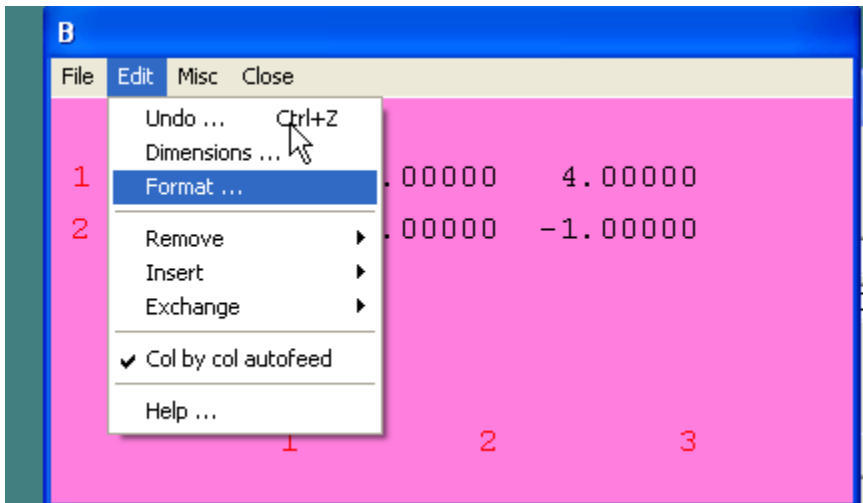 B
File Edit Misc Close
Undo ... Ctrl+Z
Dimensions ...
1 .00000 4.00000
Format ...
2 .00000 -1.00000
Remove
Insert
Exchange
Col by col autofeed
Help ...
1 2 3